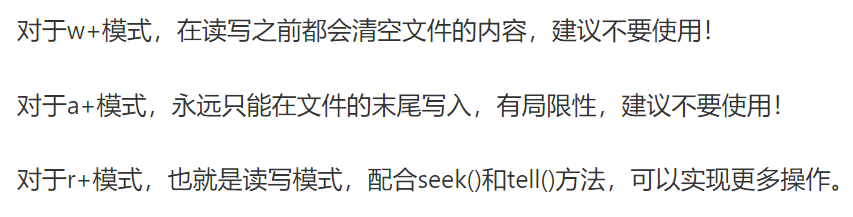 对于w+模式，在读写之前都会清空文件的内容，建议不要使用！
对于a+模式，永远只能在文件的末尾写入，有局限性，建议不要使用！
对于r+模式，也就是读写模式，配合seek()和tell()方法，可以实现更多操作。